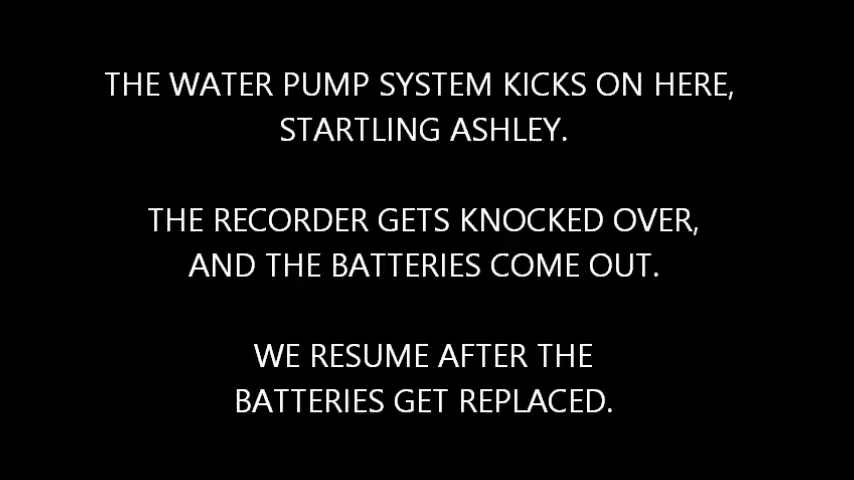 THE WATER PUMP SYSTEM KICKS ON HERE,
STARTLING ASHLEY.
THE RECORDER GETS KNOCKED OVER,
AND THE BATTERIES COME OUT.
WE RESUME AFTER THE
BATTERIES GET REPLACED.